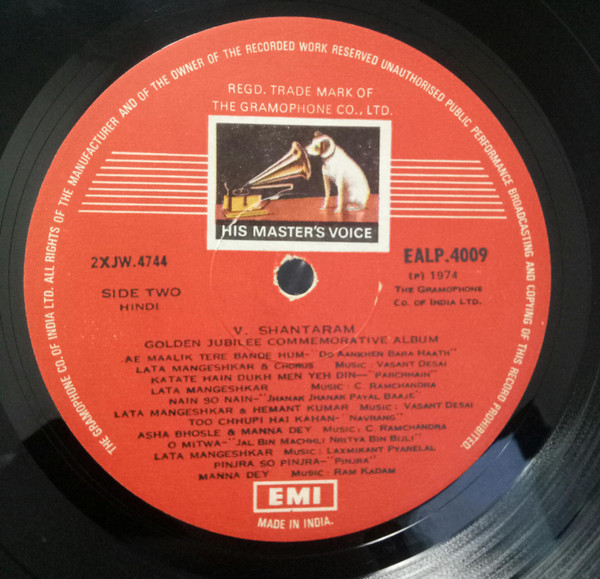 ALL RIGHTS OF THE MANUFACTURER AND OF THE OWNER OF THE RECORDED WORK RESERVED UNAUTHORISED PUBLIC PERFORMANCE BROADCASTING AND COPYING OF THIS RECORD PROHIBITED
THE GRAMOPHONE CO. OF INDIA LTD.
REGD. TRADE MARK OF
THE GRAMOPHONE CO., LTD.
HIS MASTER'S VOICE
2XJW.4744
EALP.4009
(P) 1974
SIDE TWO
THE GRAMOPHONE
HINDI
CO. OF INDIA LTD.
V. SHANTARAM
GOLDEN JUBILEE COMMEMORATIVE ALBUM
AE MAALIK TERE BANDE HUM-"DO AANKHEN BARA HAATH"
LATA MANGESHKAR & CHORUS MUSIC: VASANT DESAI
KATATE HAIN DUKH MEN YEH DIN-"PARCHHAIN"
LATA MANGESHKAR MUSIC: C RAMCHANDRA
NAIN SO NAIN-"JHANAK JHANAK PAYAL BAAJE"
LATA MANGESHKAR & HEMANT KUMAR MUSIC: VASANT DESAI
TOO CHHUPI HAI KAHAN-"NAVRANG"
ASHA BHOSLE & MANNA DEY MUSIC: C RAMCHANDRA
O MITWA-"JAL BIN MACHHLI NRITYA BIN BIJLI"
LATA MANGESHKAR MUSIC: LAXMIKANT PYARELAL
PINJRA SO PINJRA-"PINJRA"
MANNA DEY MUSIC: RAM KADAM
EMI
MADE IN INDIA.